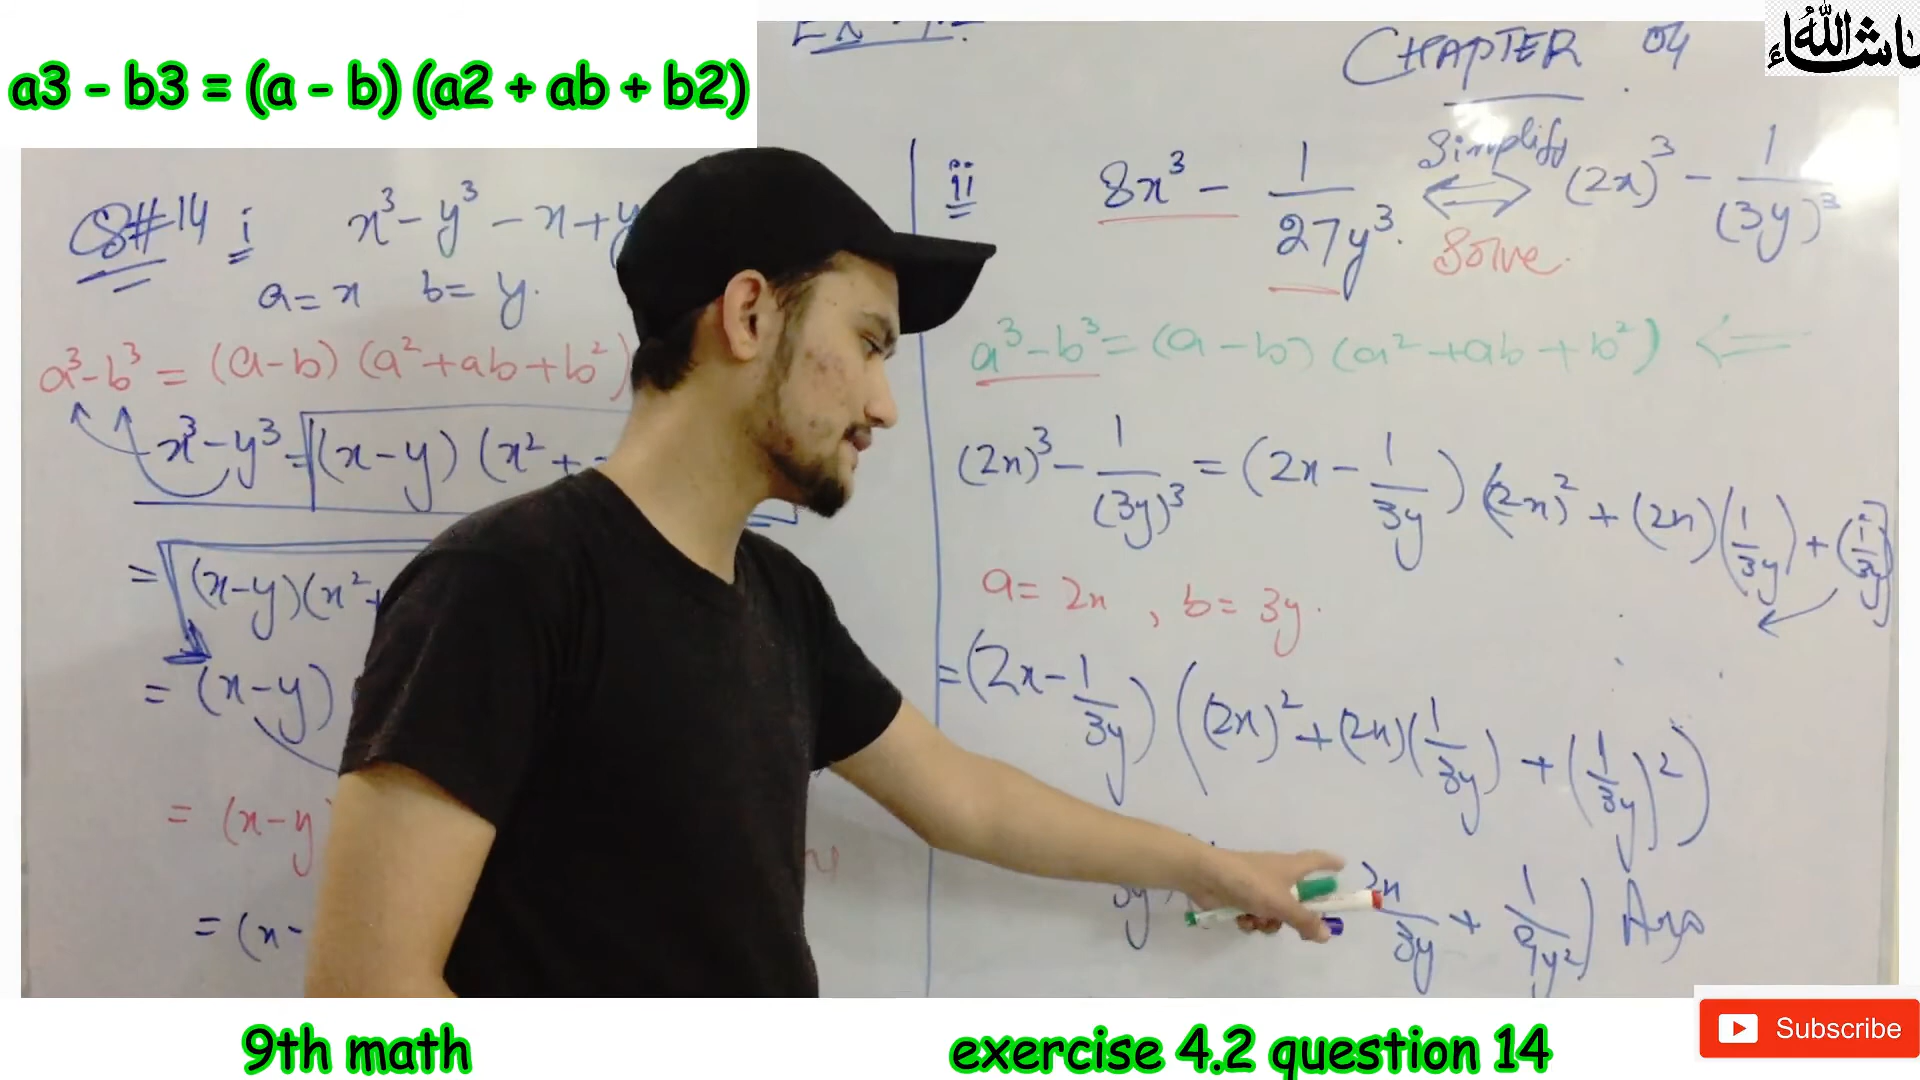 a3 - b3 = (a - b) (a2 + ab + b2)
Ex 4.2
CHAPTER 04
ماشاءالله
Q#14 i x³ - y³ - x + y
a = x b = y.
a³ - b³ = (a-b) (a² + ab + b²)
x³ - y³ = (x-y) (x² +
= (x-y)(x² +
= (x-y)
= (x-y)
= (x-
ii 8x³ - 1/27y³. Simplify ⟺ Solve. (2x)³ - 1/(3y)³
a³ - b³ = (a - b) (a² + ab + b²) ⟸
(2x)³ - 1/(3y)³ = (2x - 1/3y) (2x)² + (2x)(1/3y) + (1/3y)
a = 2x , b = 3y.
= (2x - 1/3y) ((2x)² + (2x)(1/3y) + (1/3y)²)
3y 2x/3y + 1/9y²) Ans
9th math
exercise 4.2 question 14
Subscribe